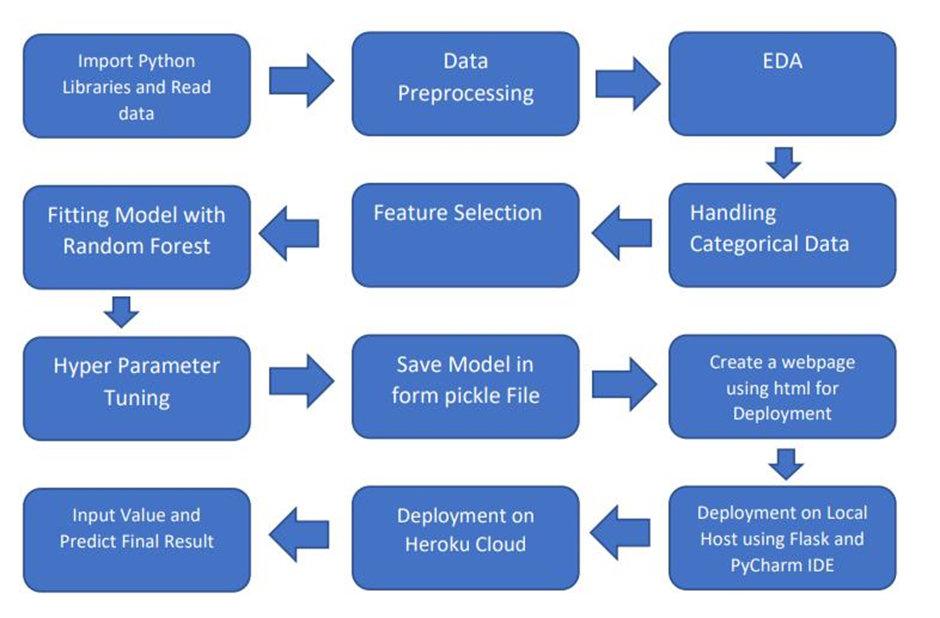 Import Python
Libraries and Read
data
Data
Preprocessing
EDA
Handling
Categorical Data
Feature Selection
Fitting Model with
Random Forest
Hyper Parameter
Tuning
Save Model in
form pickle File
Create a webpage
using html for
Deployment
Deployment on Local
Host using Flask and
PyCharm IDE
Deployment on
Heroku Cloud
Input Value and
Predict Final Result